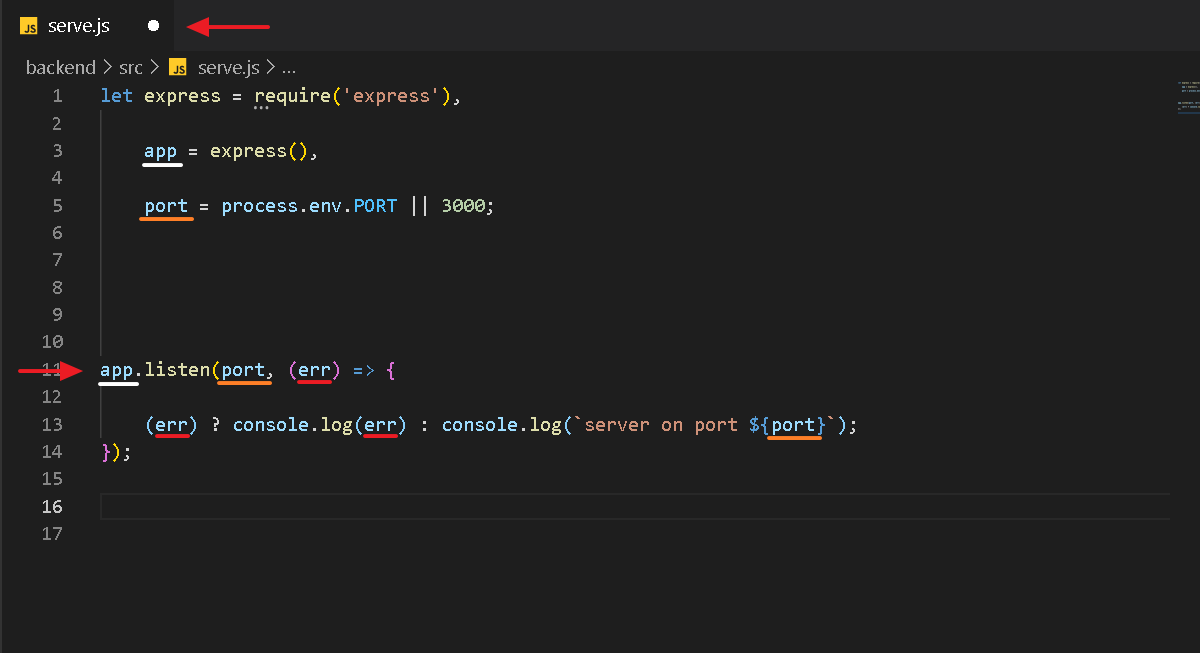 JS serve.js
backend > src > JS serve.js > ...
1 let express = require('express'),
2
3 app = express(),
4
5 port = process.env.PORT || 3000;
6
7
8
9
10
11 app.listen(port, (err) => {
12
13 (err) ? console.log(err) : console.log(`server on port ${port}`);
14 });
15
16
17